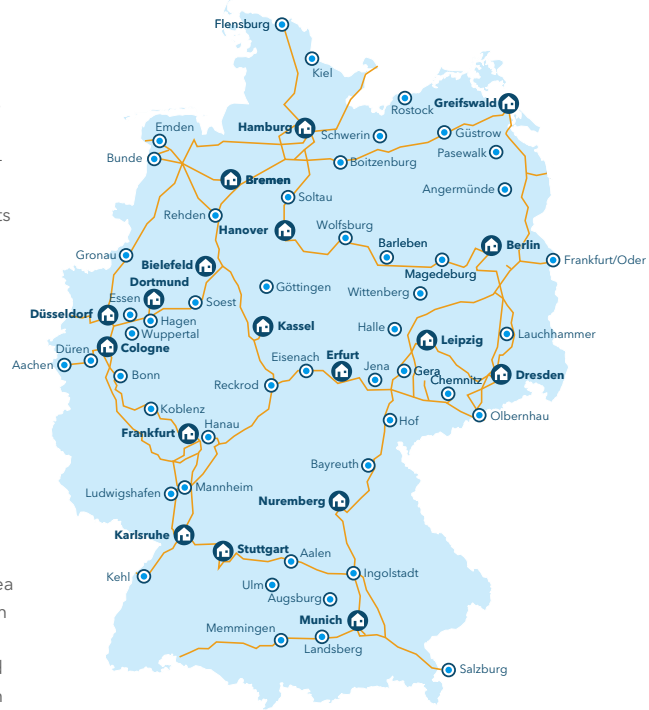 Flensburg
Kiel
Rostock
Greifswald
Hamburg
Schwerin
Güstrow
Emden
Bunde
Boitzenburg
Pasewalk
Bremen
Angermünde
ts
Soltau
Rehden
Hanover
Wolfsburg
Barleben
Berlin
Gronau
Bielefeld
Magedeburg
Frankfurt/Oder
Dortmund
Göttingen
Wittenberg
Essen
Soest
Düsseldorf
Hagen
Kassel
Halle
Lauchhammer
Wuppertal
Leipzig
Düren
Cologne
Eisenach
Erfurt
Aachen
Jena
Gera
Bonn
Chemnitz
Dresden
Reckrod
Koblenz
Olbernhau
Hanau
Hof
Frankfurt
Bayreuth
Ludwigshafen
Mannheim
Nuremberg
Karlsruhe
Stuttgart
Aalen
Kehl
Ingolstadt
ea
Ulm
Augsburg
n
Munich
Memmingen
Landsberg
Salzburg